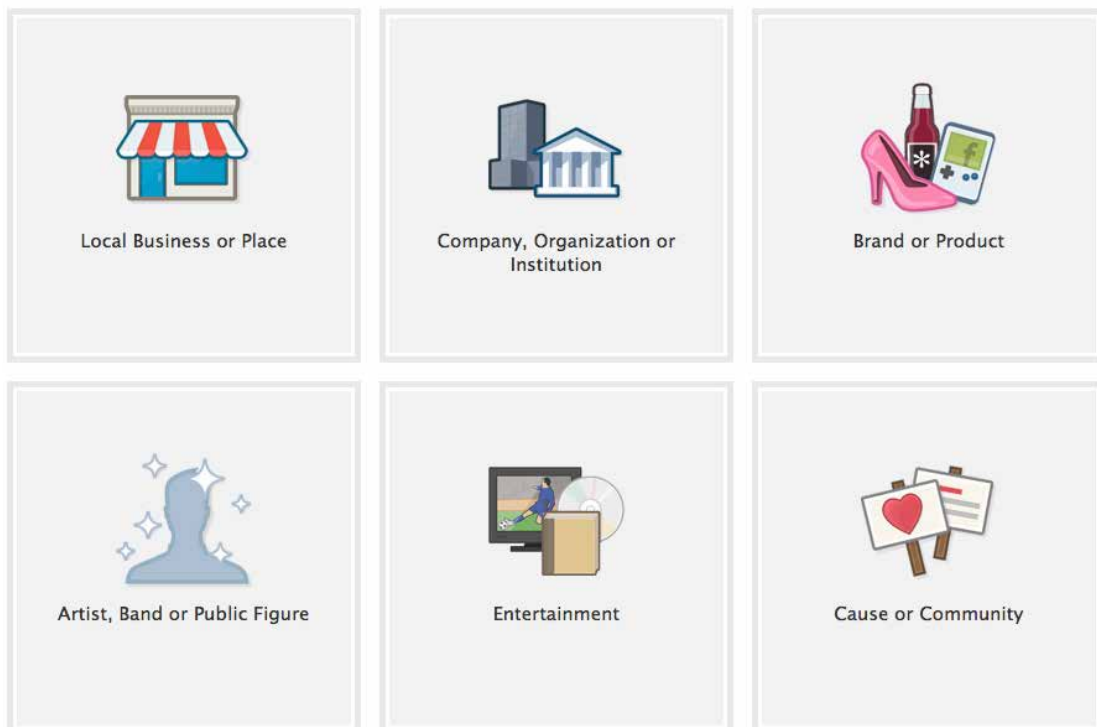 Local Business or Place
Company, Organization or
Institution
Brand or Product
Artist, Band or Public Figure
Entertainment
Cause or Community